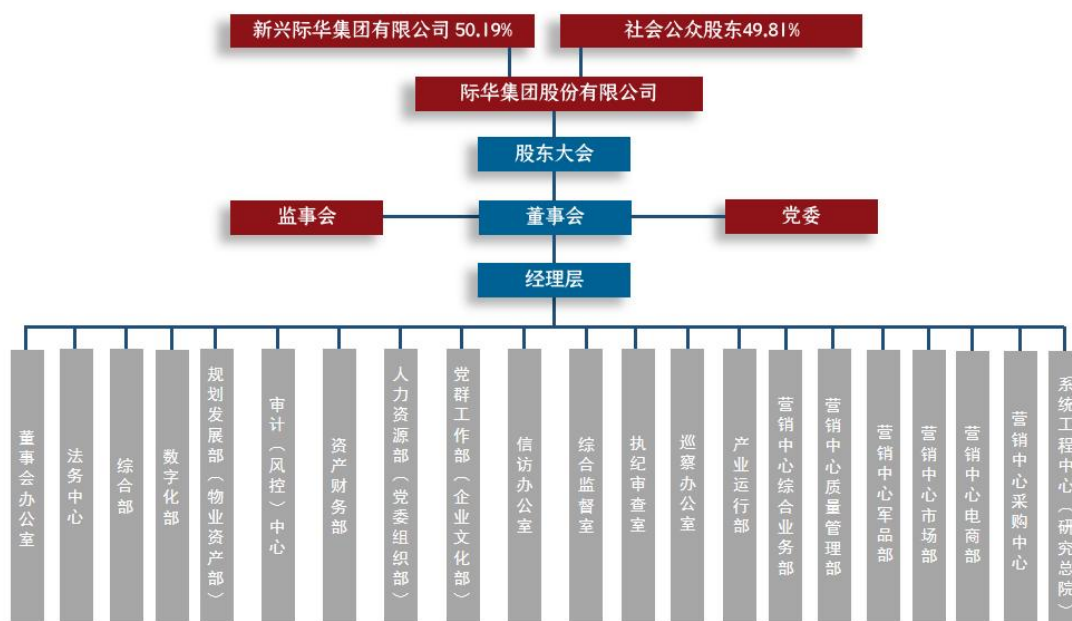 新兴际华集团有限公司 50.19%
社会公众股东49.81%
际华集团股份有限公司
股东大会
监事会
董事会
党委
经理层
董事会办公室
法务中心
综合部
数字化部
规划发展部（物业资产部）
审计（风控）中心
资产财务部
人力资源部（党委组织部）
党群工作部（企业文化部）
信访办公室
综合监督室
执纪审查室
巡察办公室
产业运行部
营销中心综合业务部
营销中心质量管理部
营销中心军品部
营销中心市场部
营销中心电商部
营销中心采购中心
系统工程中心（研究总院）